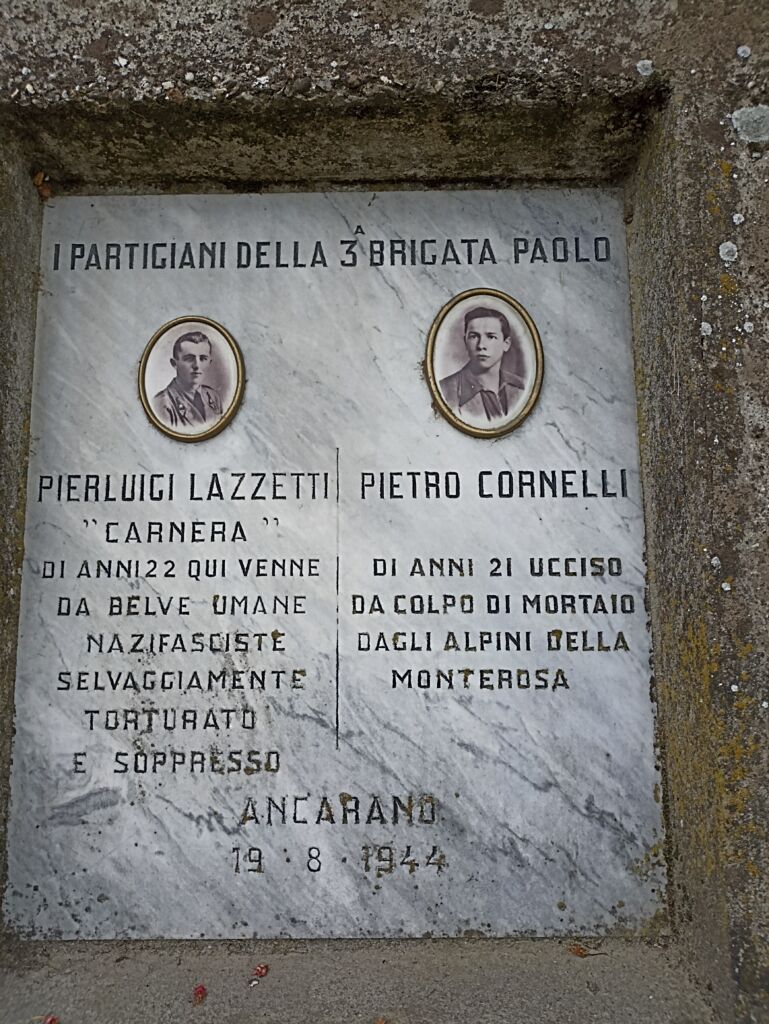 I PARTIGIANI DELLA 3ᴬ BRIGATA PAOLO
PIERLUIGI LAZZETTI
"CARNERA"
DI ANNI 22 QUI VENNE
DA BELVE UMANE
NAZIFASCISTE
SELVAGGIAMENTE
TORTURATO
E SOPPRESSO
PIETRO CORNELLI
DI ANNI 21 UCCISO
DA COLPO DI MORTAIO
DAGLI ALPINI DELLA
MONTEROSA
ANCARANO
19 · 8 · 1944